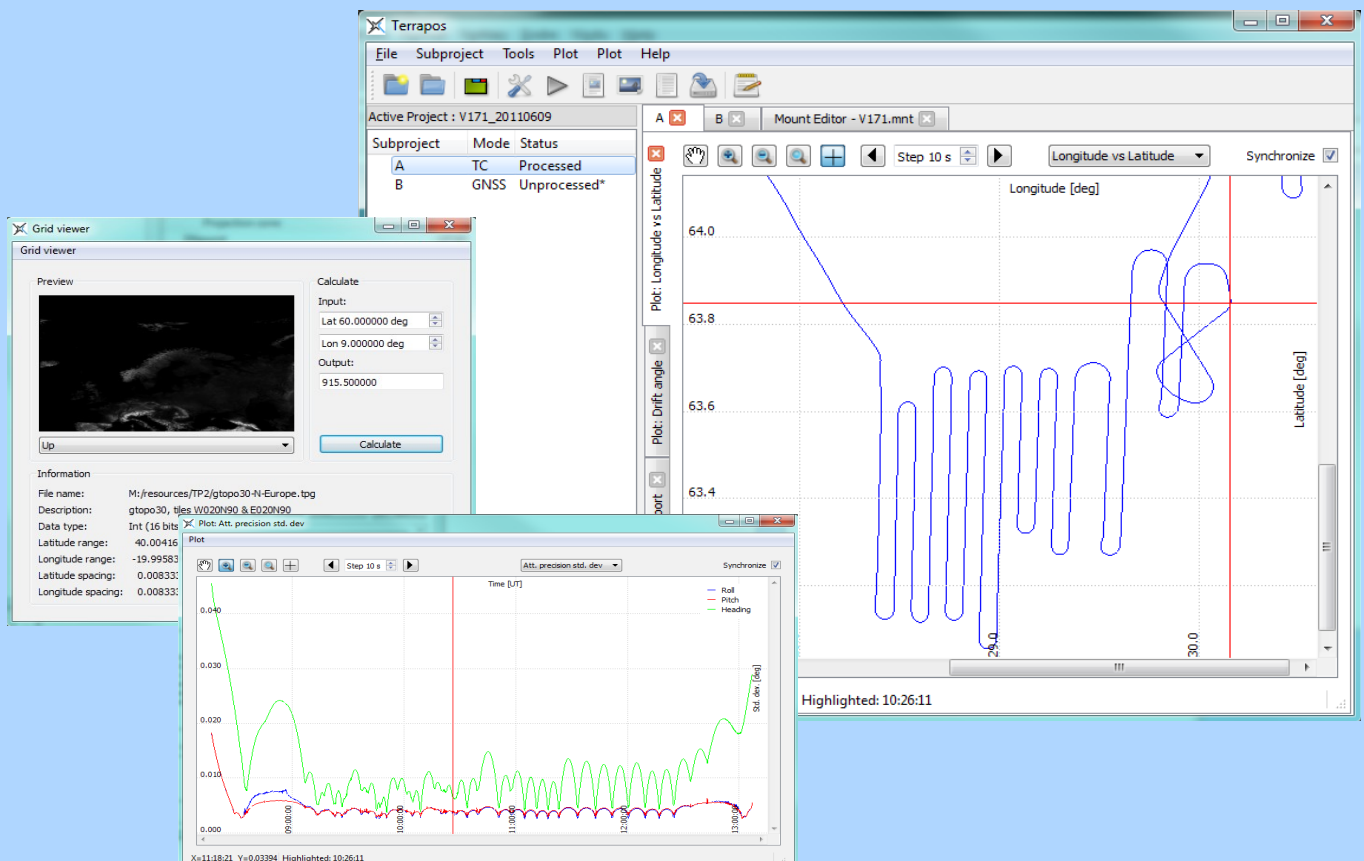 Terrapos
File Subproject Tools Plot Plot Help
Active Project : V171_20110609
Subproject Mode Status
A TC Processed
B GNSS Unprocessed*
A B Mount Editor - V171.mnt
Step 10 s Longitude vs Latitude Synchronize
Plot: Longitude vs Latitude
Plot: Drift angle
ort
Longitude [deg]
Latitude [deg]
64.0
63.8
63.6
63.4
29.0
30.0
Highlighted: 10:26:11
Grid viewer
Grid viewer
Preview
Up
Calculate
Input:
Lat 60.000000 deg
Lon 9.000000 deg
Output:
915.500000
Calculate
Information
File name: M:/resources/TP2/gtopo30-N-Europe.tpg
Description: gtopo30, tiles W020N90 & E020N90
Data type: Int (16 bits
Latitude range: 40.00416
Longitude range: -19.99583
Latitude spacing: 0.00833
Longitude spacing: 0.00833
Plot: Att. precision std. dev
Plot
Step 10 s Att. precision std. dev Synchronize
Time [UT]
Roll
Pitch
Heading
Std. dev. [deg]
0.040
0.030
0.020
0.010
0.000
09:00:00
10:00:00
11:00:00
12:00:00
13:00:00
X=11:18:21 Y=0.03394 Highlighted: 10:26:11